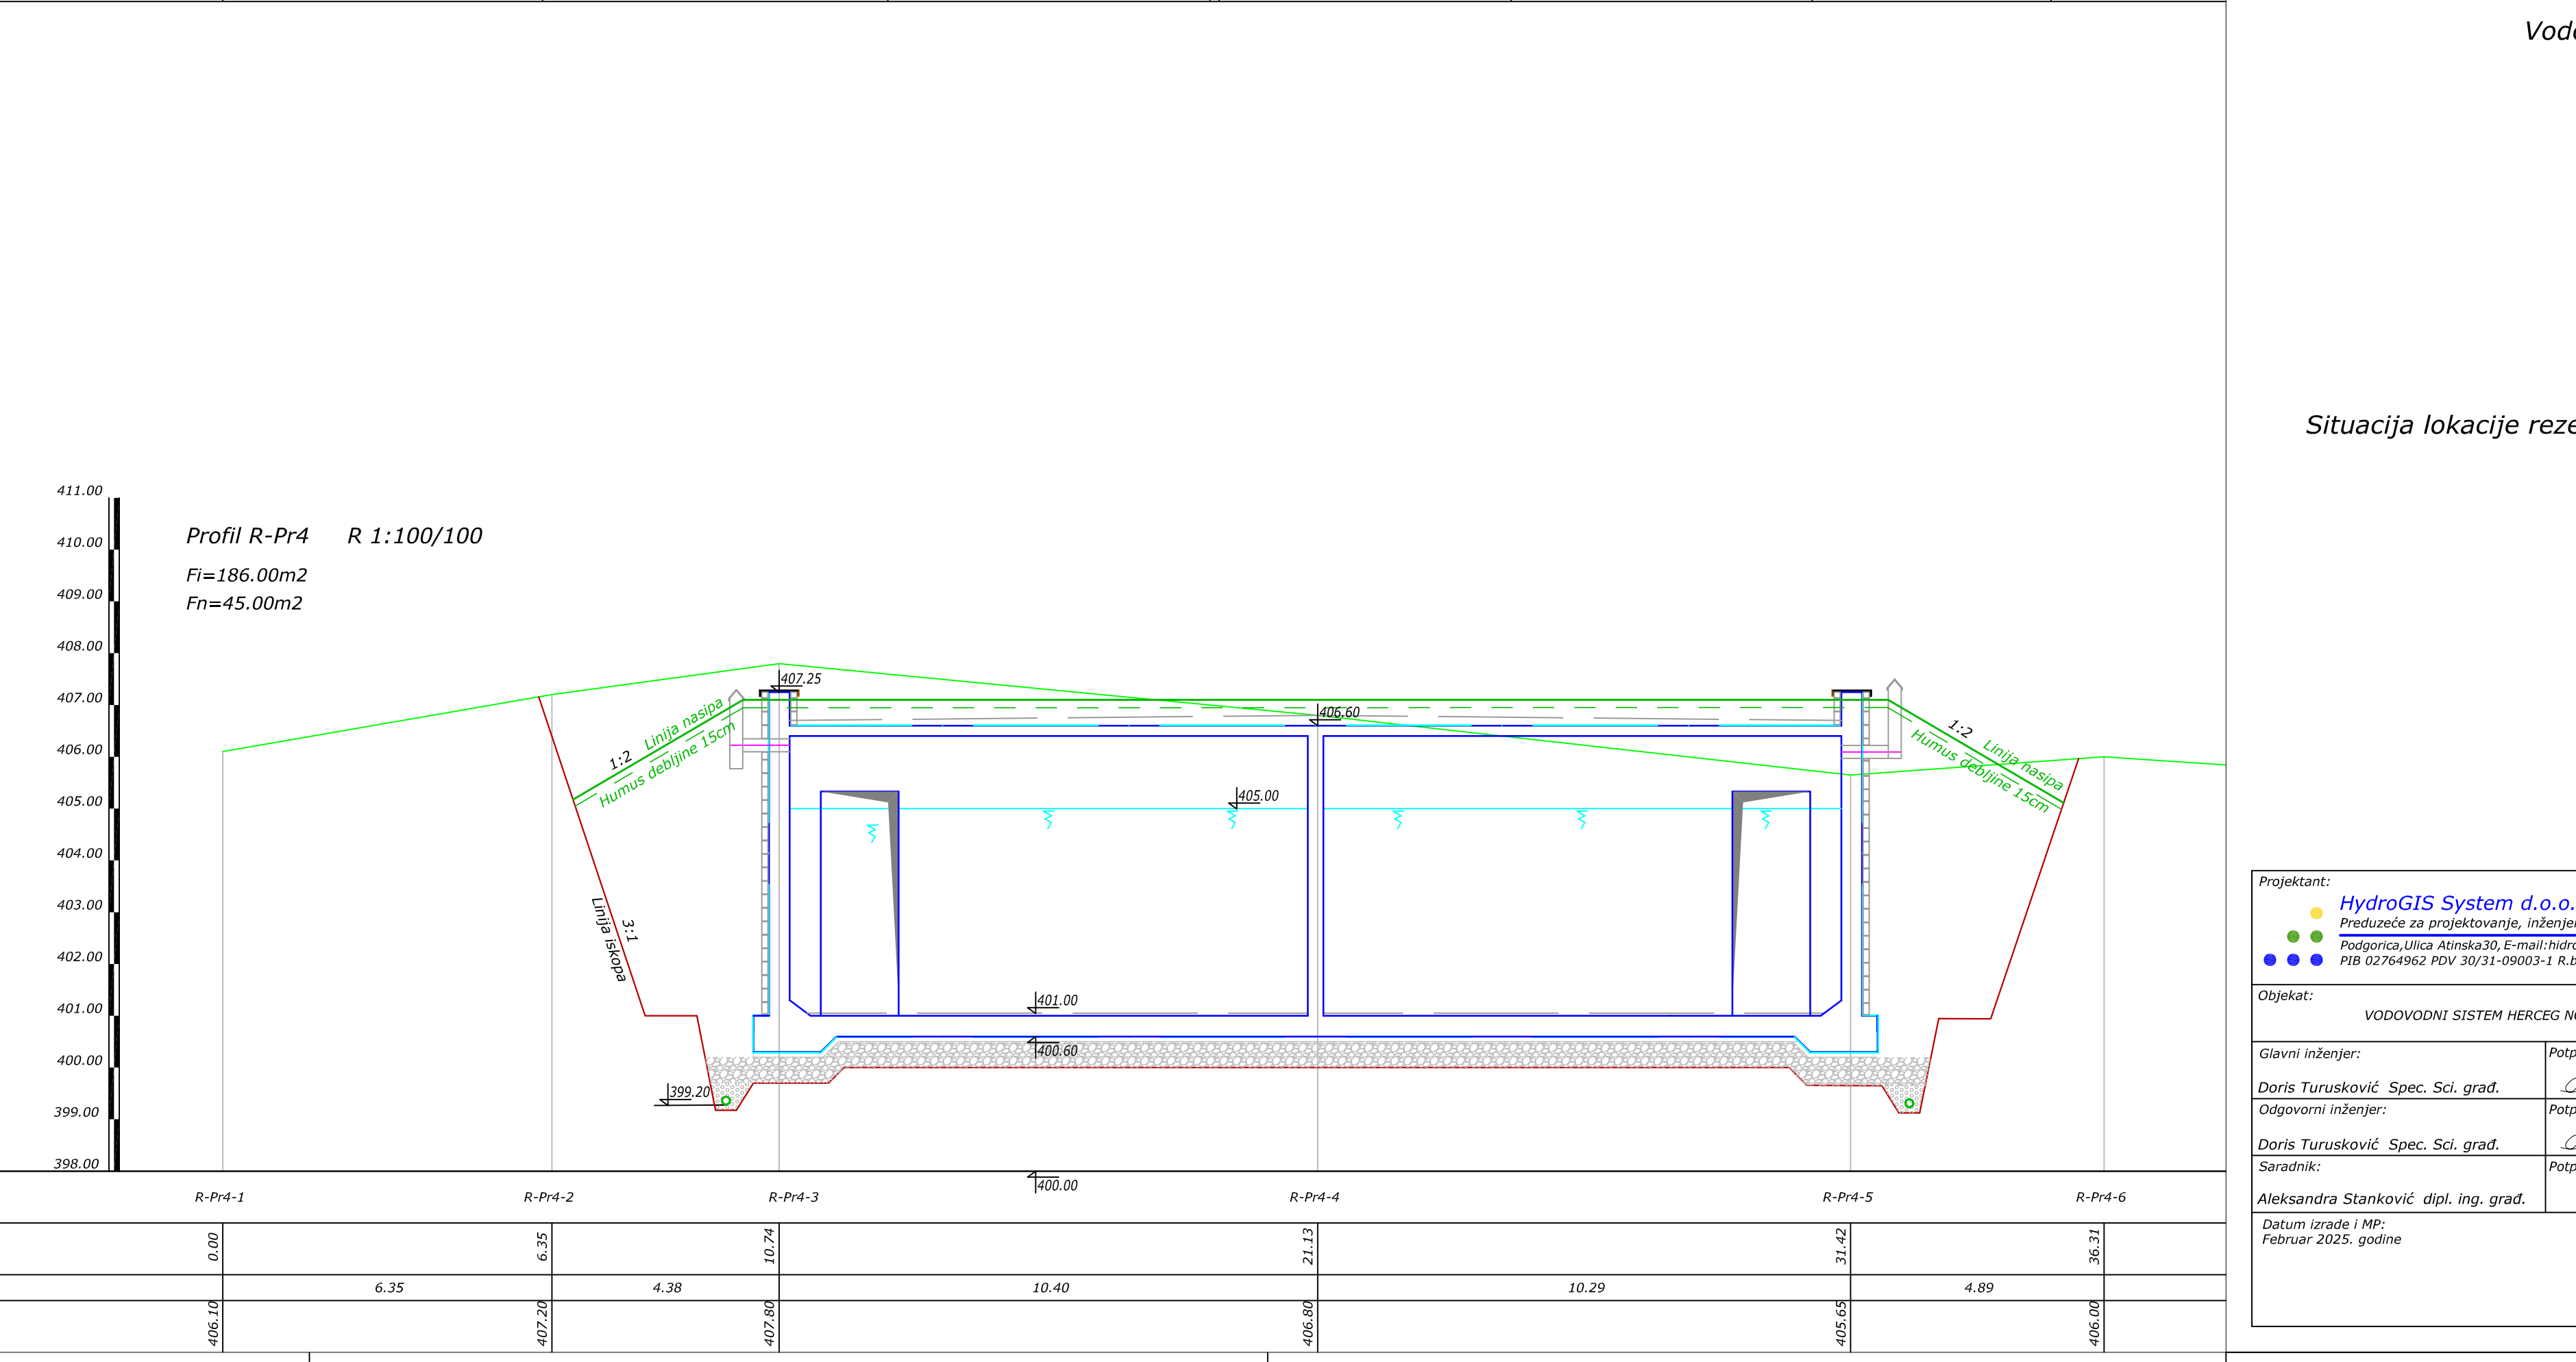 Situacija lokacije
411.00
Profil R-Pr4 R 1:100/100
410.00
Fi=186.00m2
409.00
Fn=45.00m2
408.00
407.00
406.00
405.00
404.00
403.00
402.00
401.00
400.00
399.00
398.00
407.25
406.60
405.00
401.00
400.60
399.20
400.00
1:2
Linija nasipa
Humus debljine 15cm
1:2
Linija nasipa
Humus debljine 15cm
3:1
Linija iskopa
R-Pr4-1 R-Pr4-2 R-Pr4-3 R-Pr4-4 R-Pr4-5 R-Pr4-6
0.00 6.35 10.74 21.13 31.42 36.31
6.35 4.38 10.40 10.29 4.89
406.10 407.20 407.80 406.80 405.65 406.00
Projektant:
HydroGIS System d.o.o.
Preduzeće za projektovanje,
Podgorica,Ulica Atinska30, E-mail:
PIB 02764962 PDV 30/31-09003-1
Objekat:
VODOVODNI SISTEM HERCEG
Glavni inženjer:
Doris Turusković Spec. Sci. građ.
Odgovorni inženjer:
Doris Turusković Spec. Sci. građ.
Saradnik:
Aleksandra Stanković dipl. ing. građ.
Datum izrade i MP:
Februar 2025. godine